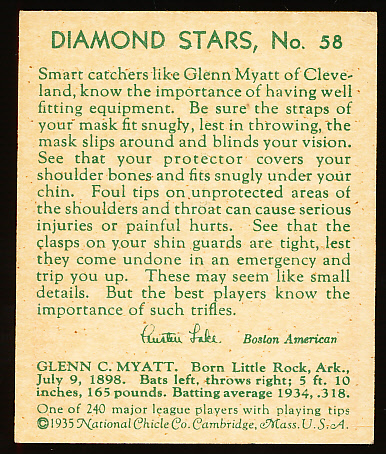 DIAMOND STARS, No. 58
Smart catchers like Glenn Myatt of Cleve-
land, know the importance of having well
fitting equipment. Be sure the straps of
your mask fit snugly, lest in throwing, the
mask slips around and blinds your vision.
See that your protector covers your
shoulder bones and fits snugly under your
chin. Foul tips on unprotected areas of
the shoulders and throat can cause serious
injuries or painful hurts. See that the
clasps on your shin guards are tight, lest
they come undone in an emergency and
trip you up. These may seem like small
details. But the best players know the
importance of such trifles.
Austen Lake Boston American
GLENN C. MYATT. Born Little Rock, Ark.,
July 9, 1898. Bats left, throws right; 5 ft. 10
inches, 165 pounds. Batting average 1934, .318.
One of 240 major league players with playing tips
©1935 National Chicle Co. Cambridge, Mass. U.S.A.